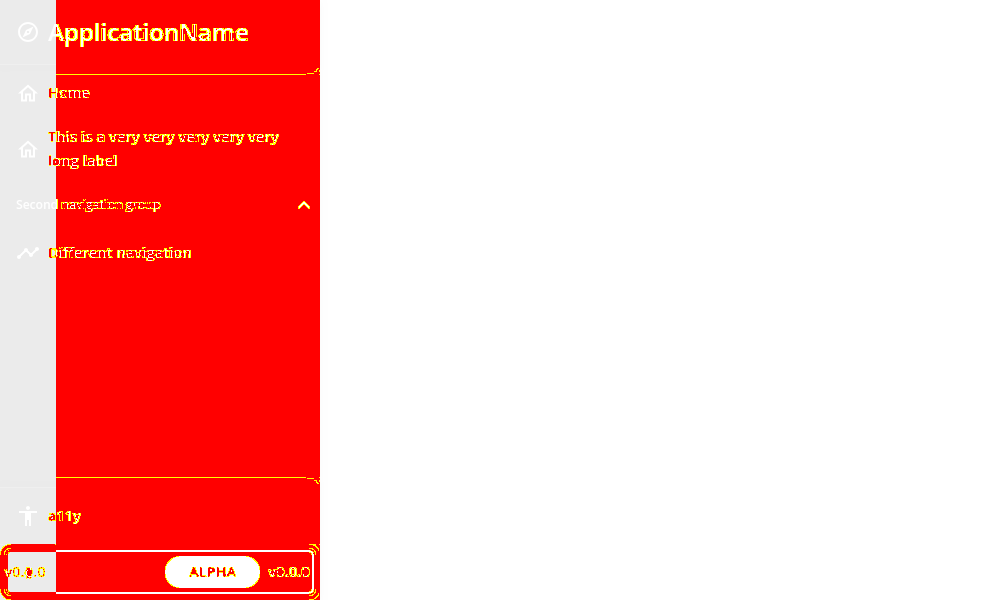 ApplicationName
Home
This is a very very very very very
long label
Second navigation group
Different navigation
a11y
v0.0.0 ALPHA v0.0.0